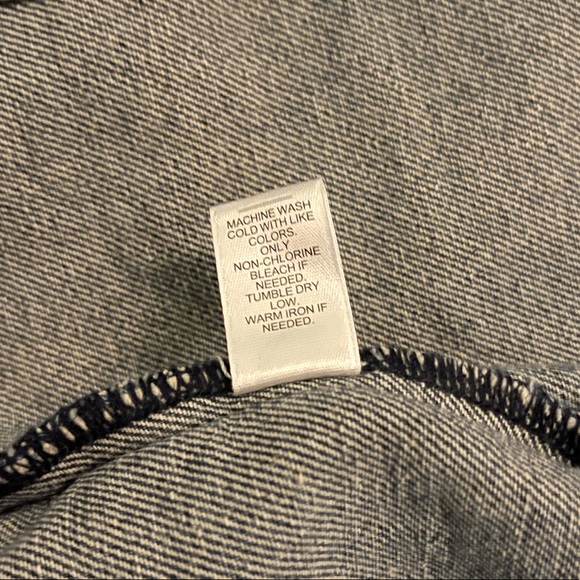 MACHINE WASH
COLD WITH LIKE
COLORS.
ONLY
NON-CHLORINE
BLEACH IF
NEEDED.
TUMBLE DRY
LOW.
WARM IRON IF
NEEDED.